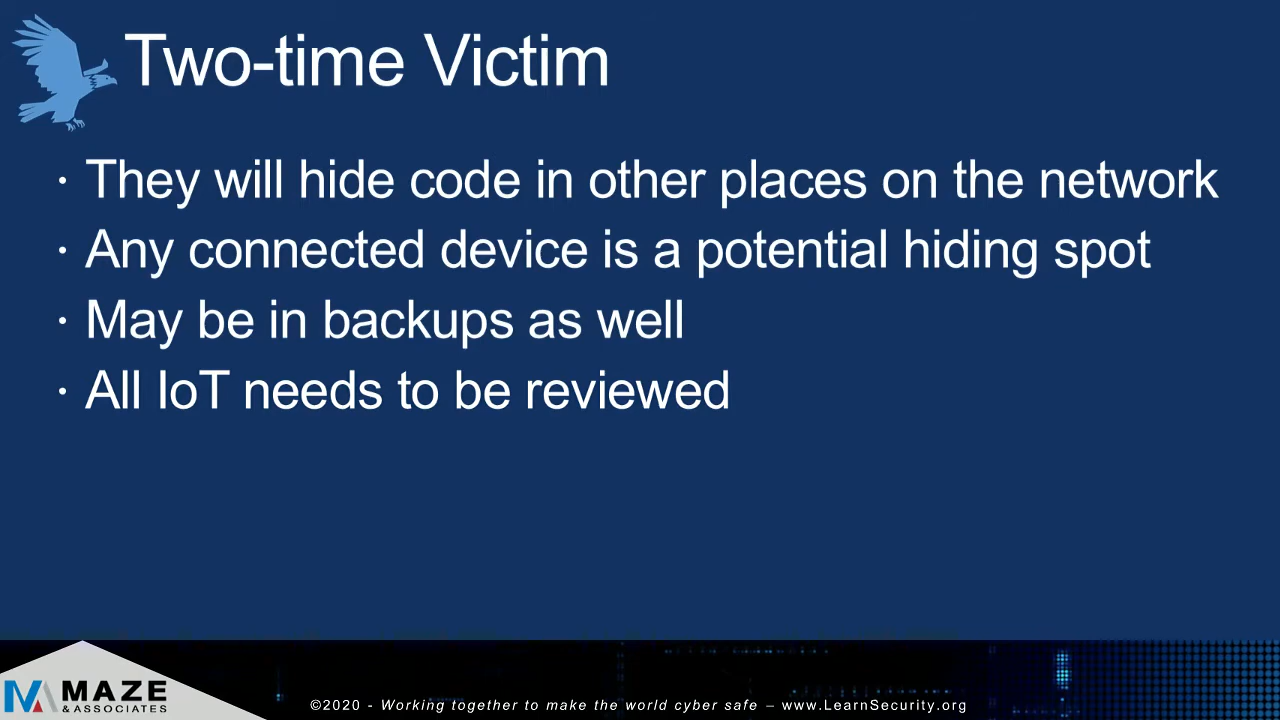 Two-time Victim
· They will hide code in other places on the network
· Any connected device is a potential hiding spot
· May be in backups as well
· All IoT needs to be reviewed
MAZE
& ASSOCIATES
©2020 - Working together to make the world cyber safe – www.LearnSecurity.org